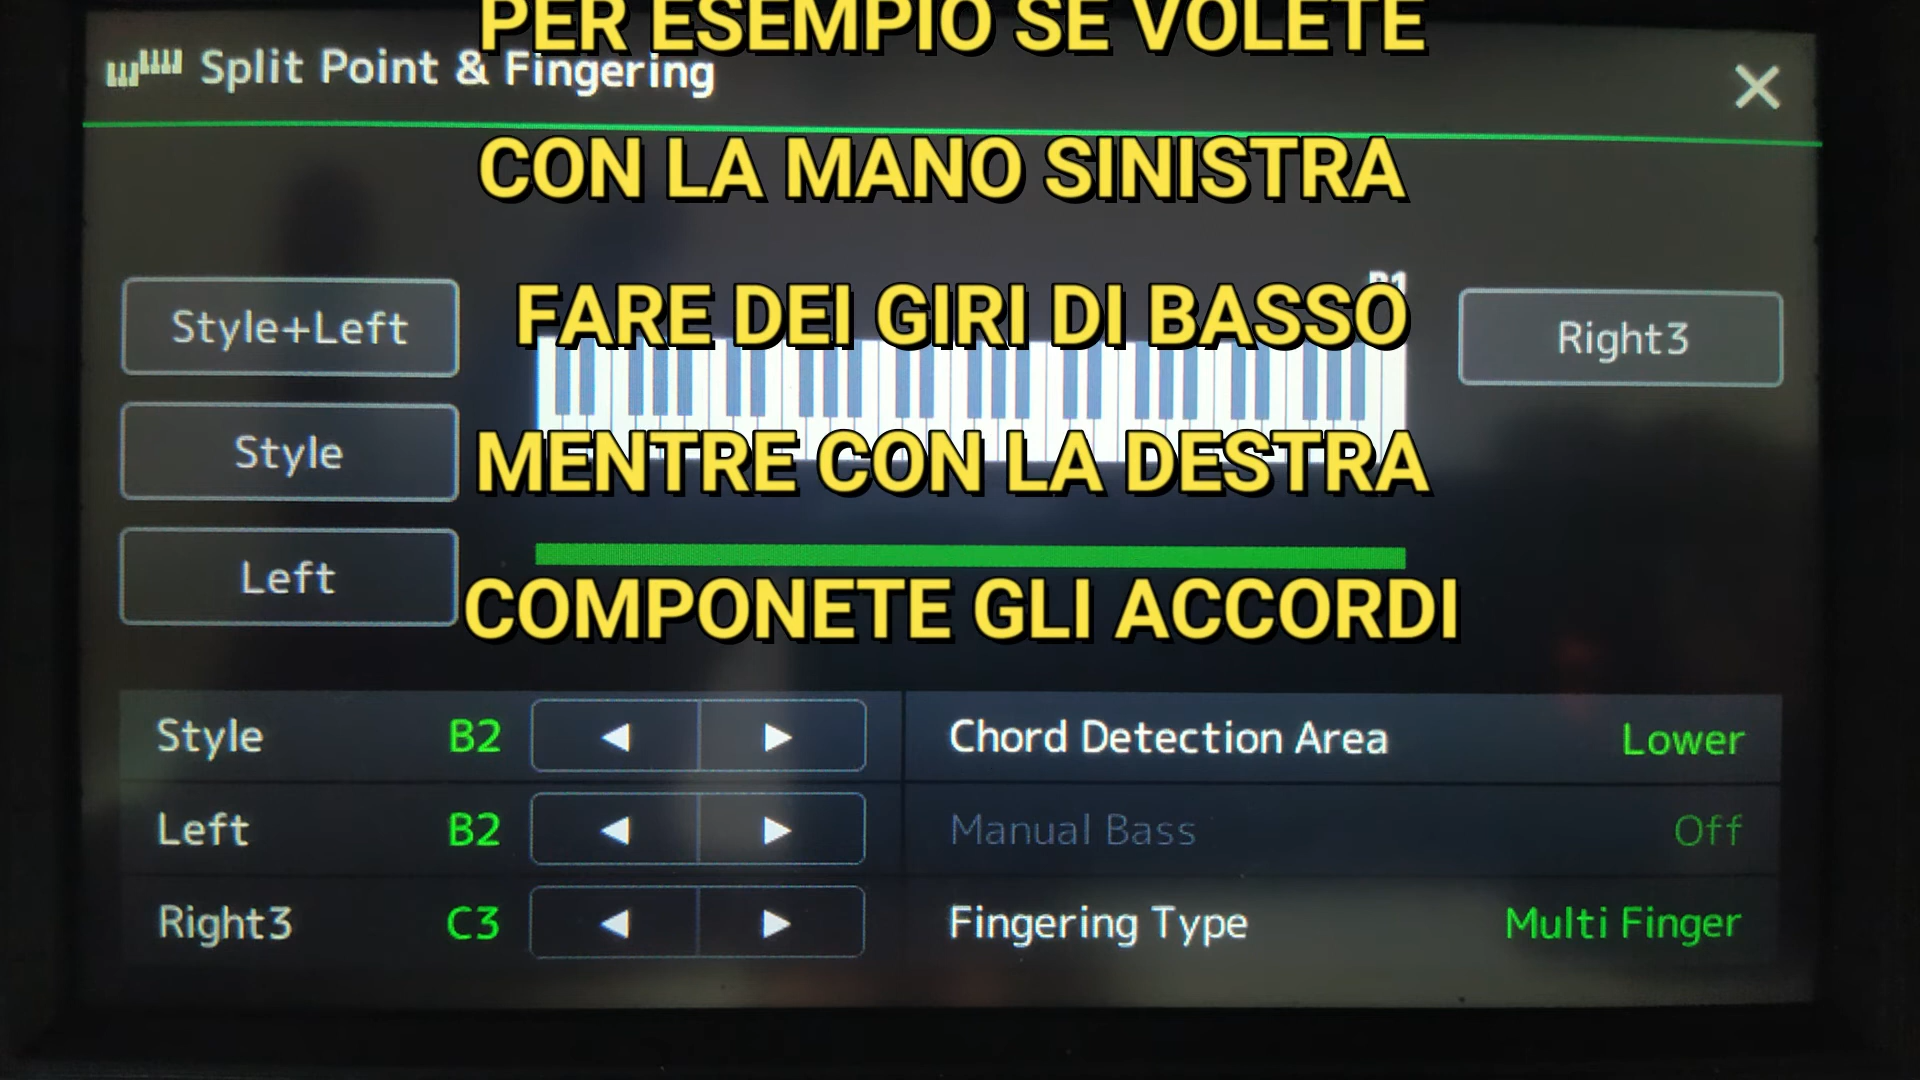 PER ESEMPIO SE VOLETE
Split Point & Fingering
CON LA MANO SINISTRA
Style+Left
FARE DEI GIRI DI BASSO
Right3
Style
MENTRE CON LA DESTRA
Left
COMPONETE GLI ACCORDI
Style B2
Chord Detection Area Lower
Left B2
Manual Bass Off
Right3 C3
Fingering Type Multi Finger